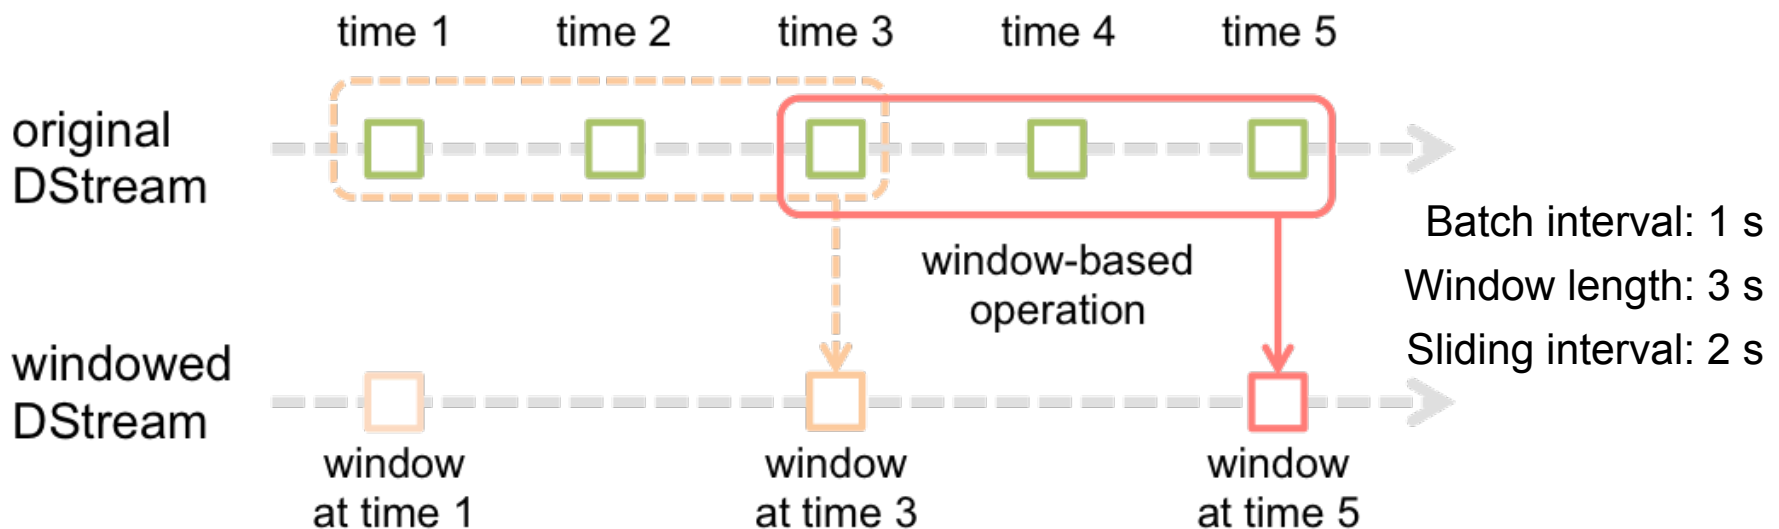 time 1
time 2
time 3
time 4
time 5
original
DStream
Batch interval: 1 s
window-based
operation
Window length: 3 s
Sliding interval: 2 s
windowed
DStream
window
at time 1
window
at time 3
window
at time 5